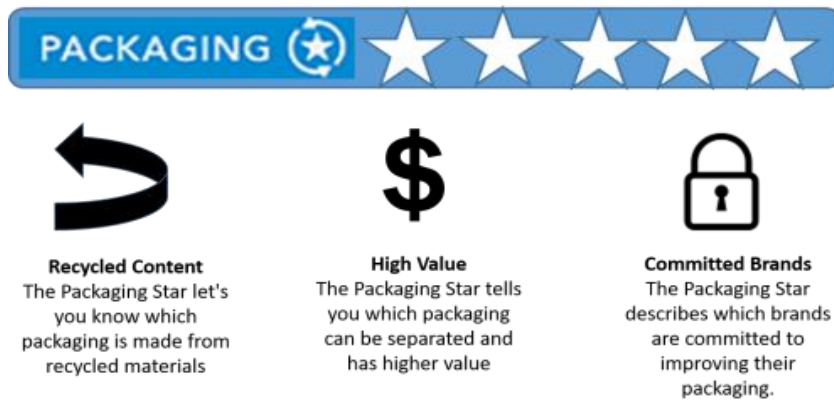 PACKAGING
$
Recycled Content
The Packaging Star let's
you know which
packaging is made from
recycled materials
High Value
The Packaging Star tells
you which packaging
can be separated and
has higher value
Committed Brands
The Packaging Star
describes which brands
are committed to
improving their
packaging.